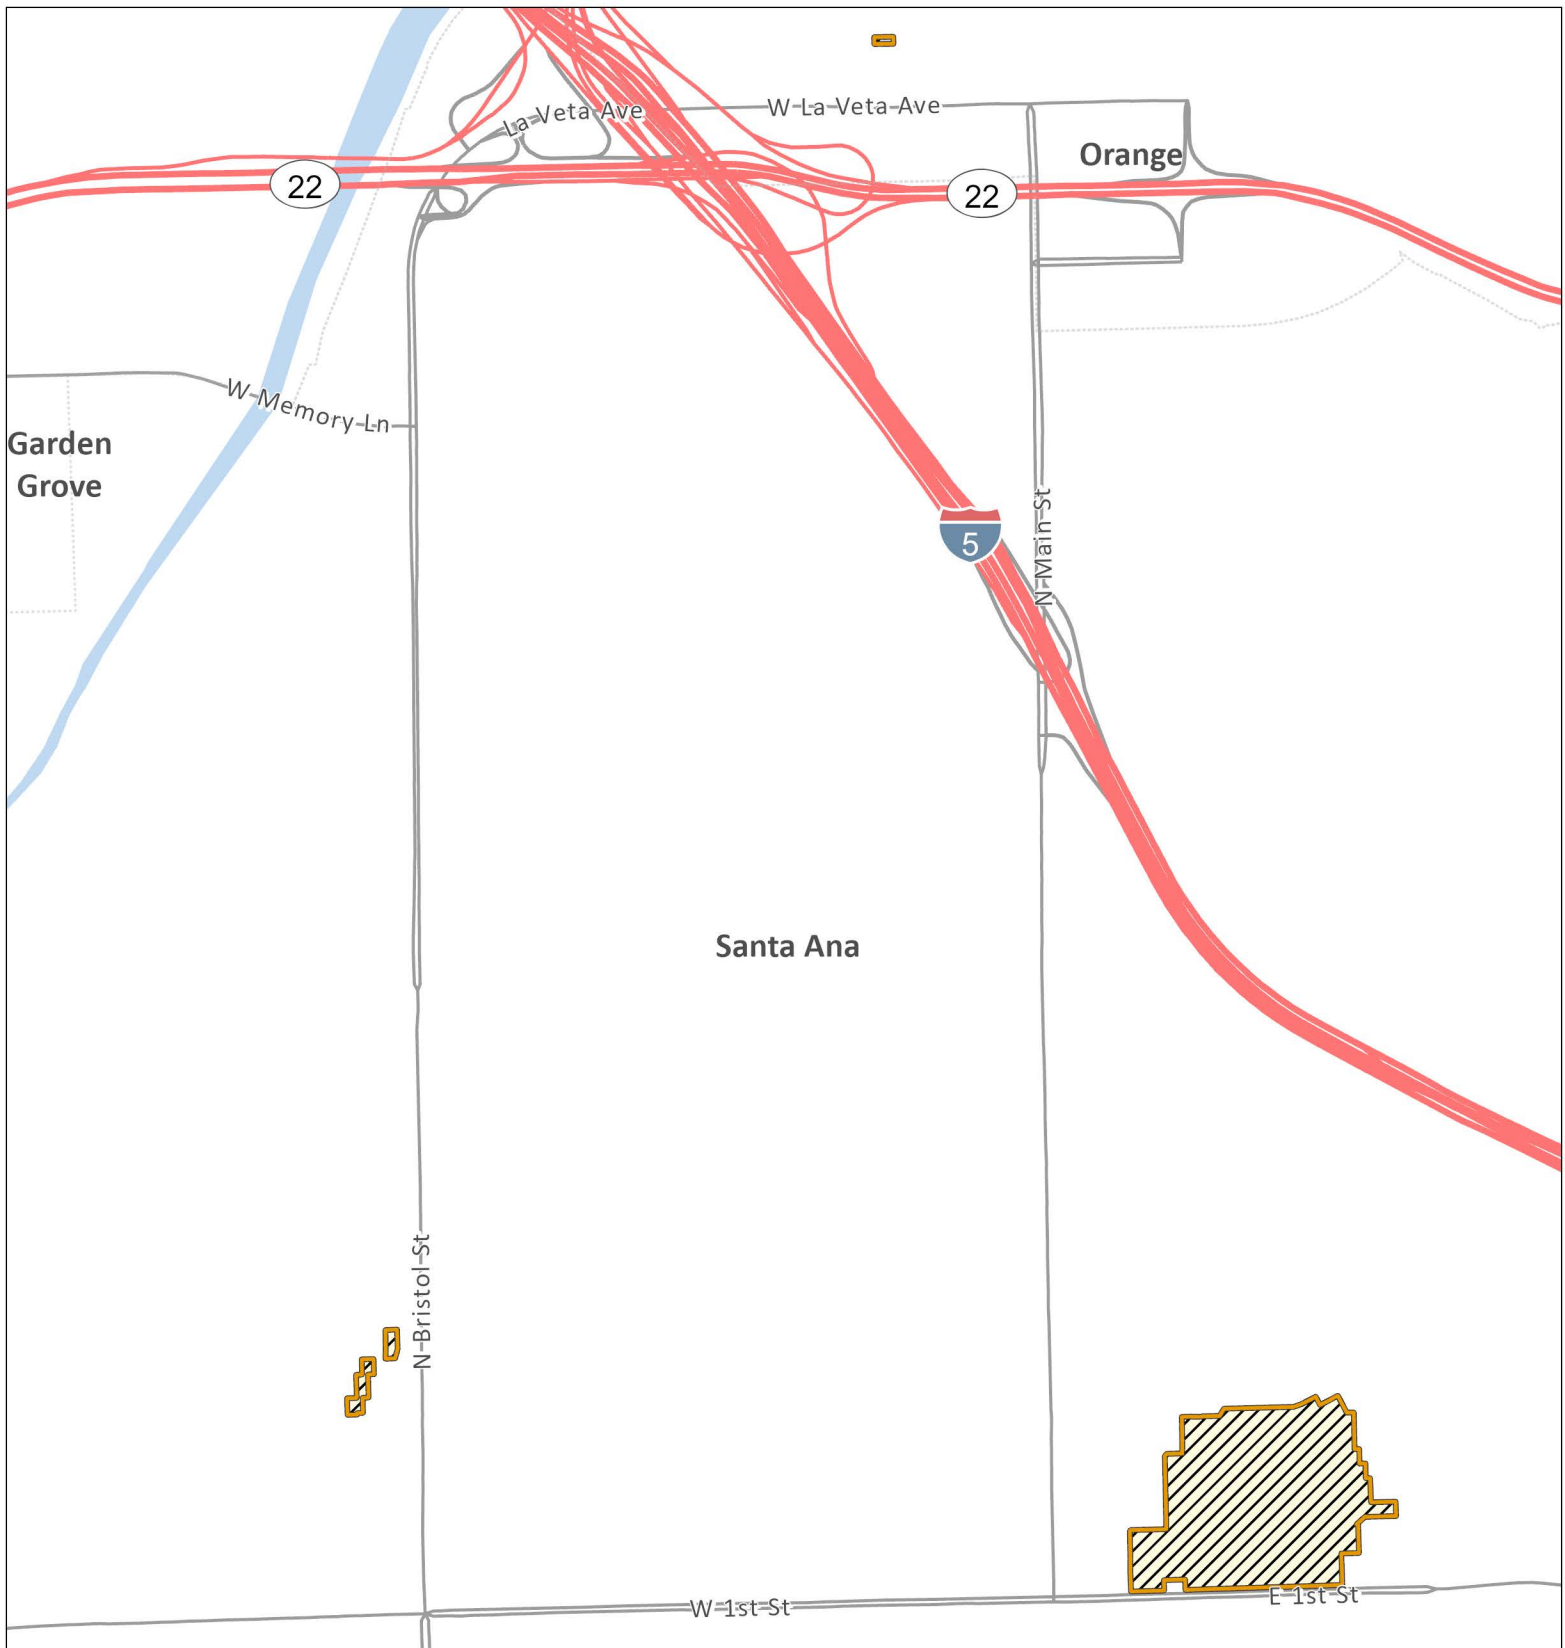 La Veta Ave
W La Veta Ave
Orange
22
22
W Memory Ln
Garden
Grove
5
N Main St
Santa Ana
N Bristol St
W 1st St
E 1st St